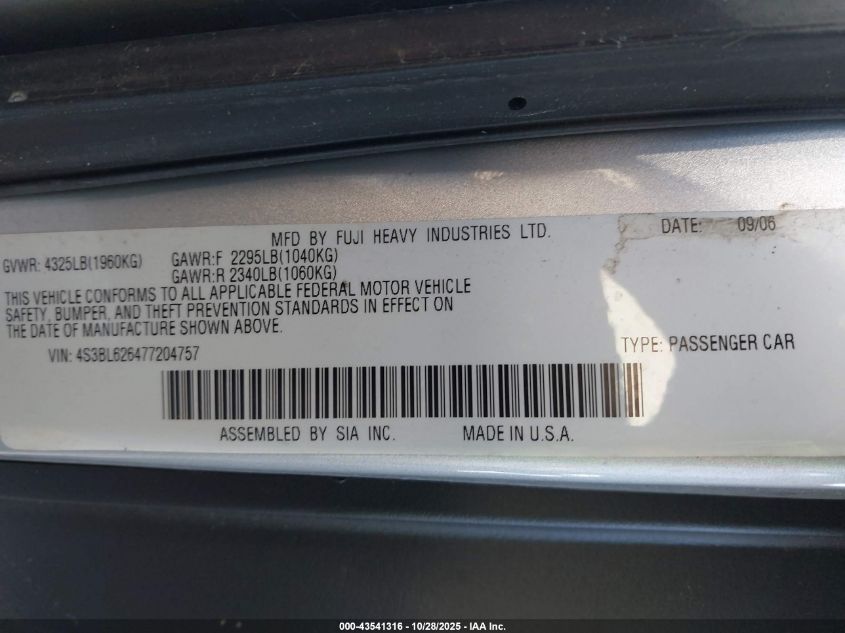 MFD BY FUJI HEAVY INDUSTRIES LTD. DATE: 09/06
GVWR: 4325LB(1960KG) GAWR:F 2295LB(1040KG)
GAWR:R 2340LB(1060KG)
THIS VEHICLE CONFORMS TO ALL APPLICABLE FEDERAL MOTOR VEHICLE
SAFETY, BUMPER, AND THEFT PREVENTION STANDARDS IN EFFECT ON
THE DATE OF MANUFACTURE SHOWN ABOVE.
VIN: 4S3BL626477204757 TYPE: PASSENGER CAR
ASSEMBLED BY SIA INC. MADE IN U.S.A.
000-43541316 - 10/28/2025 - IAA Inc.